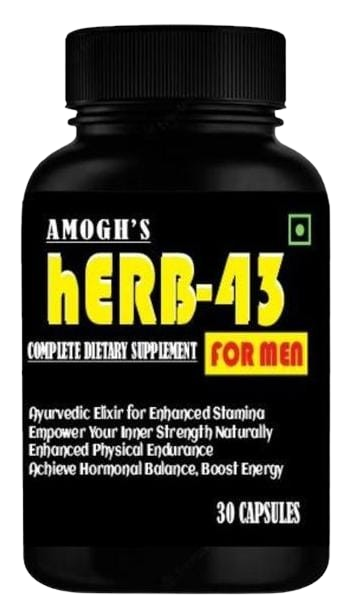 AMOGH'S
hERB-43
COMPLETE DIETARY SUPPLEMENT FOR MEN
Ayurvedic Elixir for Enhanced Stamina
Empower Your Inner Strength Naturally
Enhanced Physical Endurance
Achieve Hormonal Balance, Boost Energy
30 CAPSULES